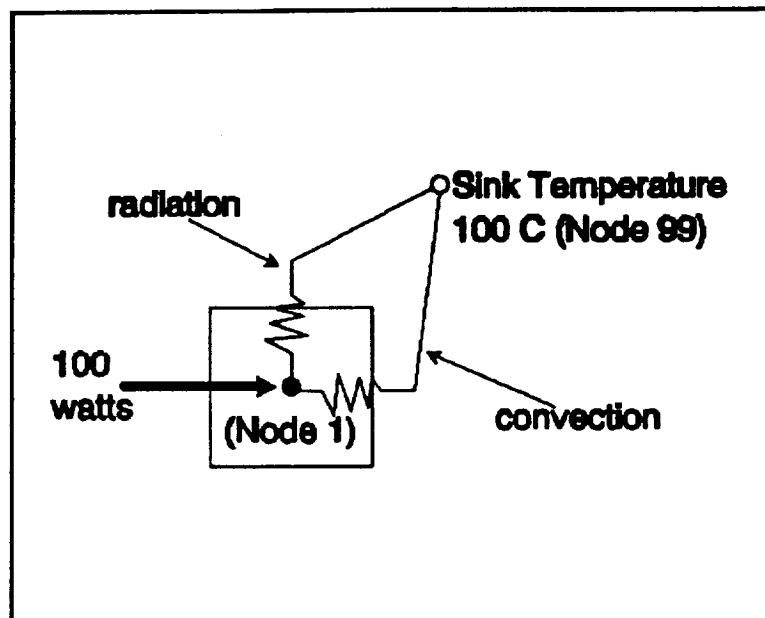 Sink Temperature
100 C (Node 99)
radiation
100
watts
(Node 1)
convection